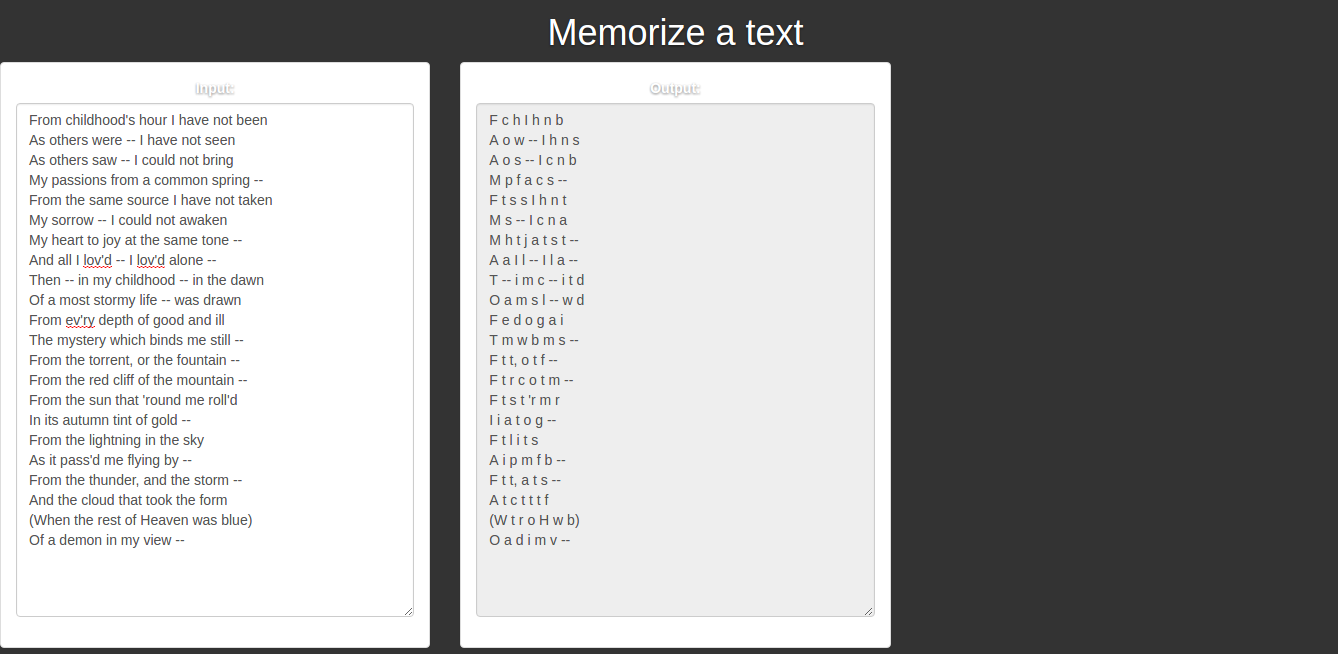 Memorize a text
Input:
From childhood's hour I have not been
As others were -- I have not seen
As others saw -- I could not bring
My passions from a common spring --
From the same source I have not taken
My sorrow -- I could not awaken
My heart to joy at the same tone --
And all I lov'd -- I lov'd alone --
Then -- in my childhood -- in the dawn
Of a most stormy life -- was drawn
From ev'ry depth of good and ill
The mystery which binds me still --
From the torrent, or the fountain --
From the red cliff of the mountain --
From the sun that 'round me roll'd
In its autumn tint of gold --
From the lightning in the sky
As it pass'd me flying by --
From the thunder, and the storm --
And the cloud that took the form
(When the rest of Heaven was blue)
Of a demon in my view --
Output:
F c h I h n b
A o w -- I h n s
A o s -- I c n b
M p f a c s --
F t s s I h n t
M s -- I c n a
M h t j a t s t --
A a I l -- I l a --
T -- i m c -- i t d
O a m s l -- w d
F e d o g a i
T m w b m s --
F t t, o t f --
F t r c o t m --
F t s t 'r m r
I i a t o g --
F t l i t s
A i p m f b --
F t t, a t s --
A t c t t t f
(W t r o H w b)
O a d i m v --